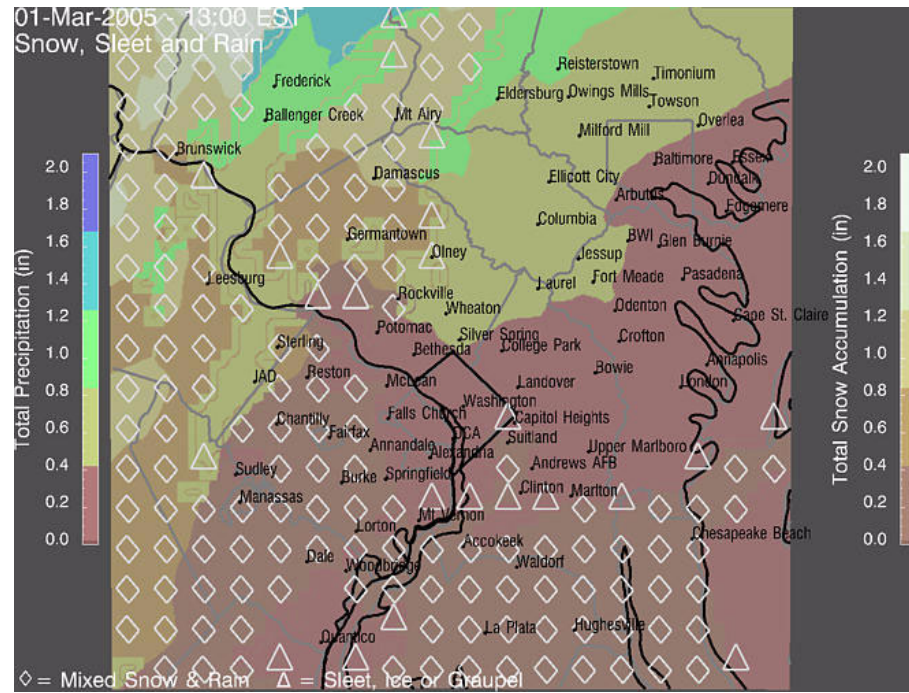 01-Mar-2005 - 13:00 EST
Snow, Sleet and Rain
Reisterstown
Timonium
Frederick
Eldersburg
Owings Mills
Towson
Ballenger Creek
Mt Airy
Overlea
Milford Mill
Brunswick
Baltimore
Essex
Damascus
Ellicott City
Dundalk
Arbutus
Edgemere
Columbia
Germantown
BWI
Glen Burnie
Olney
Jessup
Leesburg
Laurel
Fort Meade
Pasadena
Rockville
Wheaton
Odenton
Cape St. Claire
Potomac
Silver Spring
Sterling
Bethesda
College Park
Crofton
Annapolis
JAD
Reston
McLean
Landover
Bowie
London
Washington
Chantilly
Falls Church
Capitol Heights
Fairfax
DCA
Suitland
Annandale
Alexandria
Upper Marlboro
Sudley
Burke
Springfield
Andrews AFB
Manassas
Clinton
Marlton
Mt Vernon
Lorton
Chesapeake Beach
Accokeek
Dale
Woodbridge
Waldorf
Quantico
La Plata
Hughesville
Total Precipitation (in)
2.0
1.8
1.6
1.4
1.2
1.0
0.8
0.6
0.4
0.2
0.0
Total Snow Accumulation (in)
2.0
1.8
1.6
1.4
1.2
1.0
0.8
0.6
0.4
0.2
0.0
◇ = Mixed Snow & Rain △ = Sleet, Ice or Graupel